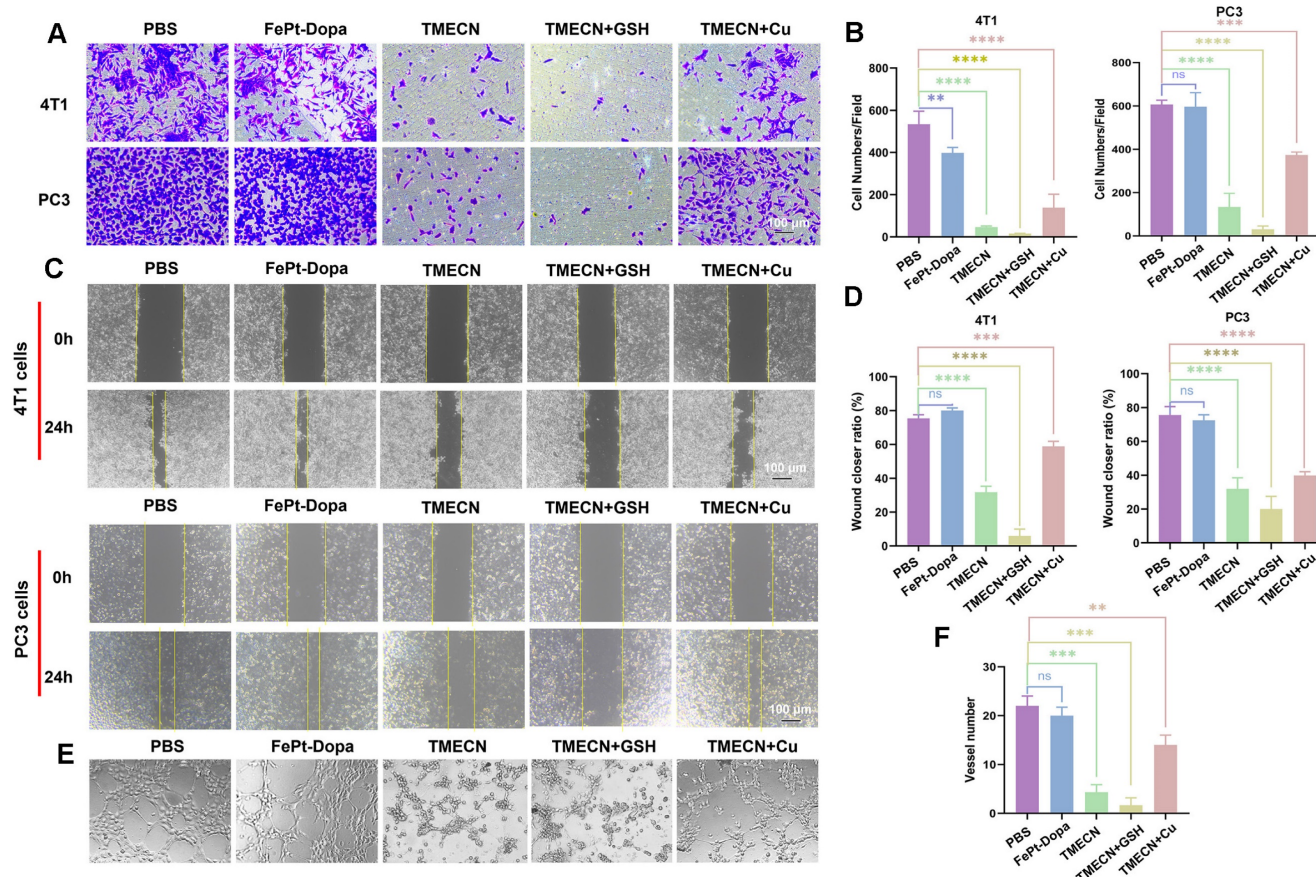 A
PBS FePt-Dopa TMECN TMECN+GSH TMECN+Cu
4T1
PC3
100 μm
B
4T1
****
****
****
**
800
600
400
200
0
Cell Numbers/Field
PBS
FePt-Dopa
TMECN
TMECN+GSH
TMECN+Cu
PC3
***
****
****
ns
800
600
400
200
0
Cell Numbers/Field
PBS
FePt-Dopa
TMECN
TMECN+GSH
TMECN+Cu
C
PBS FePt-Dopa TMECN TMECN+GSH TMECN+Cu
4T1 cells
0h
24h
100 μm
PBS FePt-Dopa TMECN TMECN+GSH TMECN+Cu
PC3 cells
0h
24h
100 μm
D
4T1
***
****
****
ns
100
80
60
40
20
0
Wound closer ratio (%)
PBS
FePt-Dopa
TMECN
TMECN+GSH
TMECN+Cu
PC3
****
****
****
ns
100
80
60
40
20
0
Wound closer ratio (%)
PBS
FePt-Dopa
TMECN
TMECN+GSH
TMECN+Cu
E
PBS FePt-Dopa TMECN TMECN+GSH TMECN+Cu
F
**
***
***
ns
30
20
10
0
Vessel number
PBS
FePt-Dopa
TMECN
TMECN+GSH
TMECN+Cu